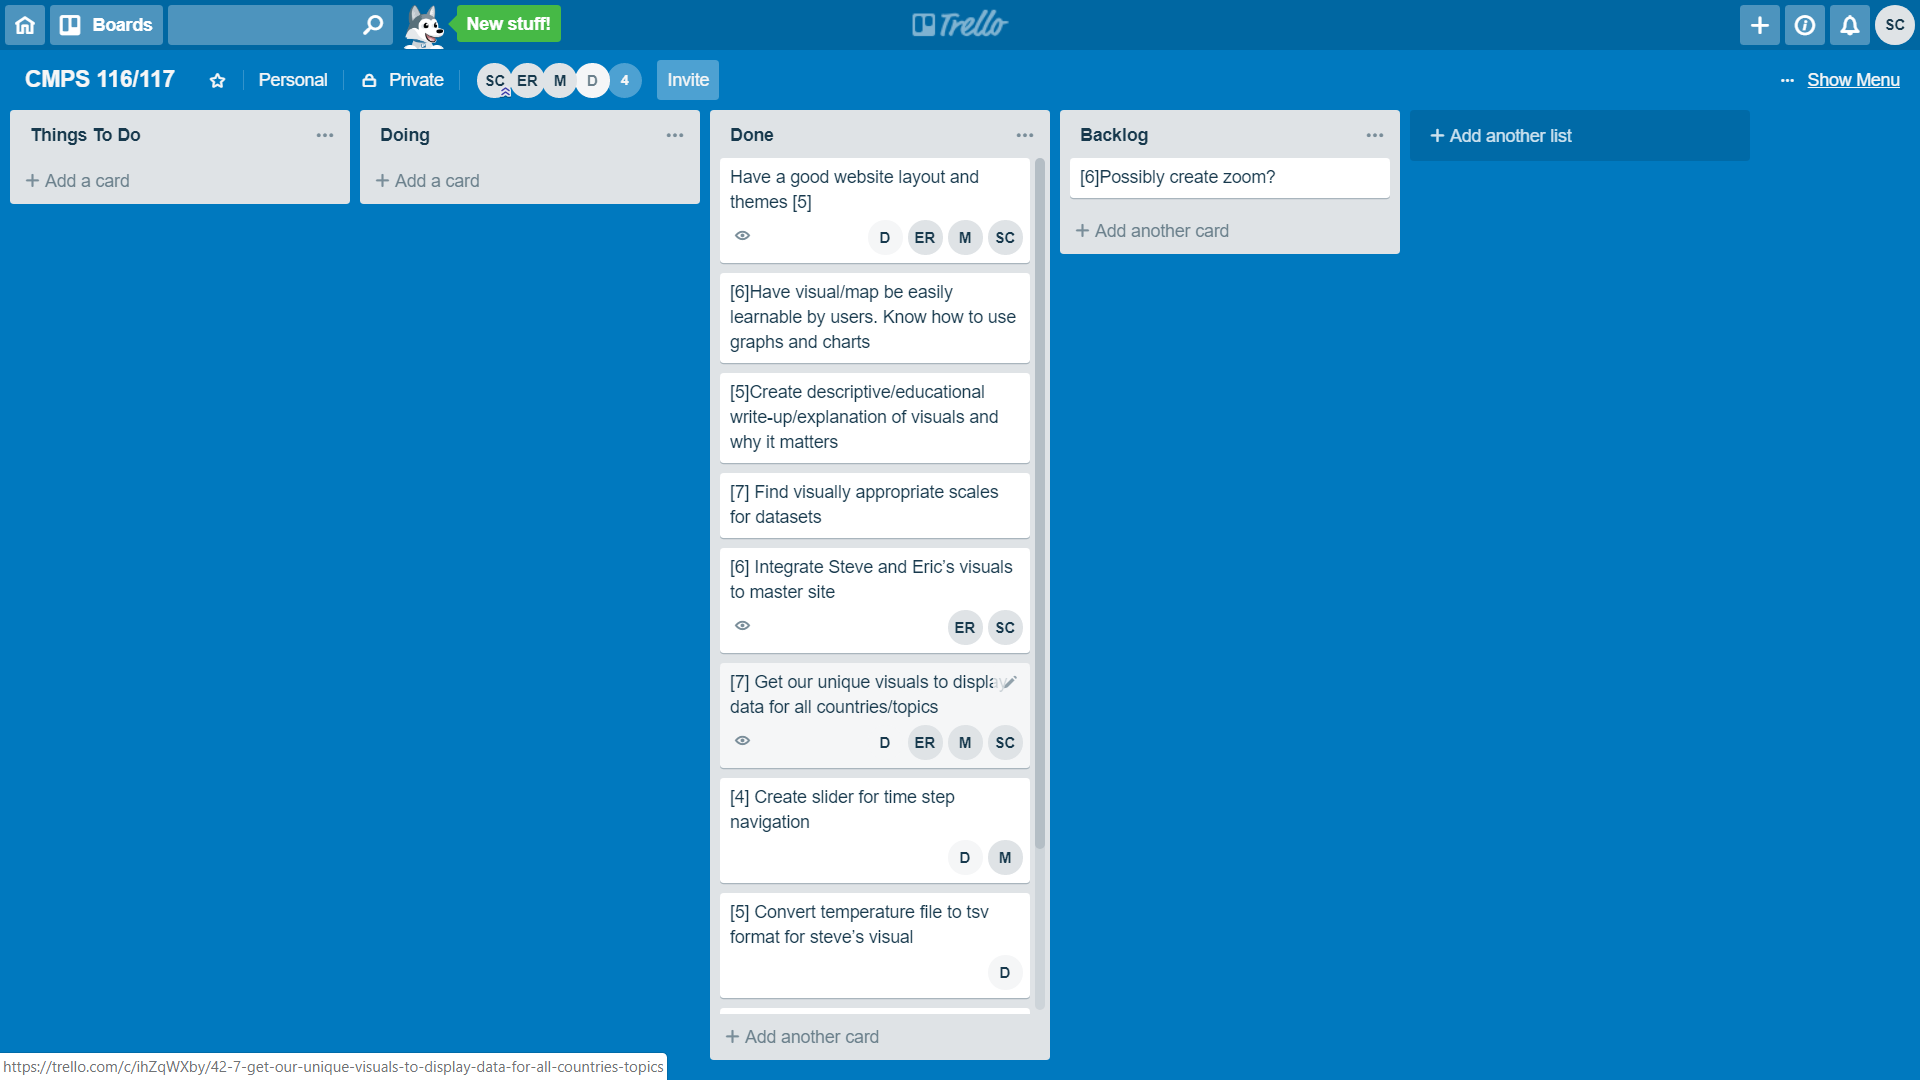 Boards
New stuff!
Trello
SC
CMPS 116/117
Personal
Private
SC ER M D 4
Invite
... Show Menu
Things To Do
+ Add a card
Doing
+ Add a card
Done
Have a good website layout and
themes [5]
D ER M SC
[6]Have visual/map be easily
learnable by users. Know how to use
graphs and charts
[5]Create descriptive/educational
write-up/explanation of visuals and
why it matters
[7] Find visually appropriate scales
for datasets
[6] Integrate Steve and Eric’s visuals
to master site
ER SC
[7] Get our unique visuals to display
data for all countries/topics
D ER M SC
[4] Create slider for time step
navigation
D M
[5] Convert temperature file to tsv
format for steve’s visual
D
+ Add another card
Backlog
[6]Possibly create zoom?
+ Add another card
+ Add another list
https://trello.com/c/ihZqWXby/42-7-get-our-unique-visuals-to-display-data-for-all-countries-topics